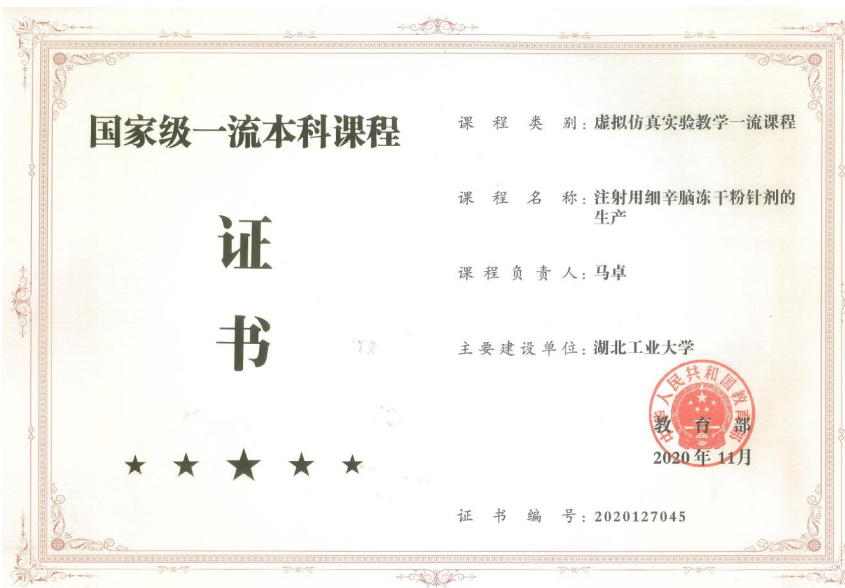 国家级一流本科课程
证
书
课程类别：虚拟仿真实验教学一流课程
课程名称：注射用细辛脑冻干粉针剂的
生产
课程负责人：马卓
主要建设单位：湖北工业大学
中华人民共和国教育部
教育部
2020年11月
证书编号：2020127045